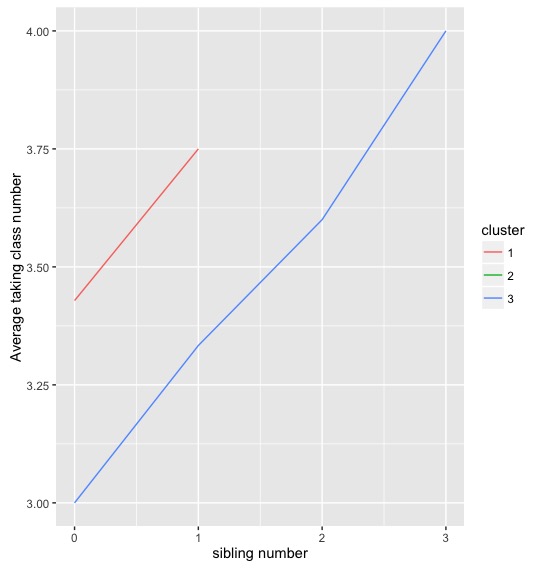 4.00
3.75
3.50
3.25
3.00
Average taking class number
0 1 2 3
sibling number
cluster
1
2
3